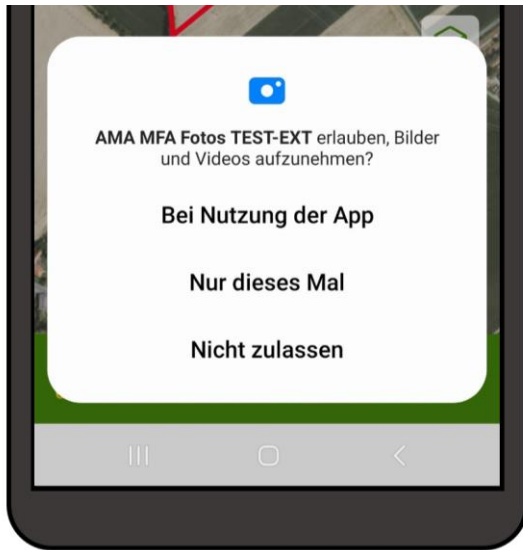 AMA MFA Fotos TEST-EXT erlauben, Bilder
und Videos aufzunehmen?
Bei Nutzung der App
Nur dieses Mal
Nicht zulassen